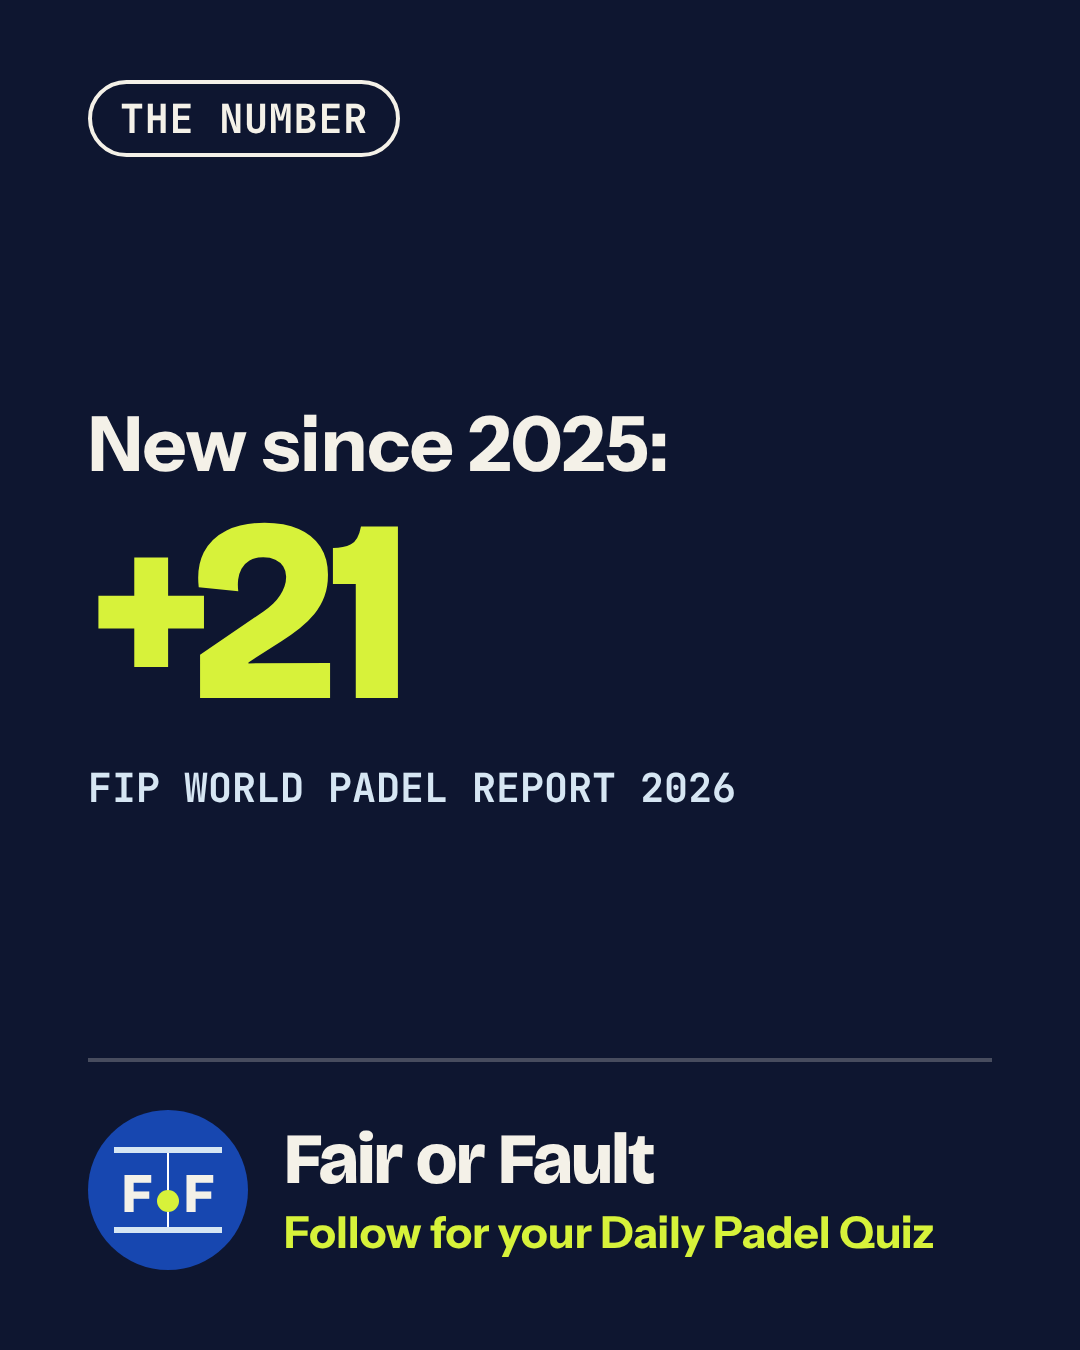 THE NUMBER
New since 2025:
+21
FIP WORLD PADEL REPORT 2026
F F
Fair or Fault
Follow for your Daily Padel Quiz